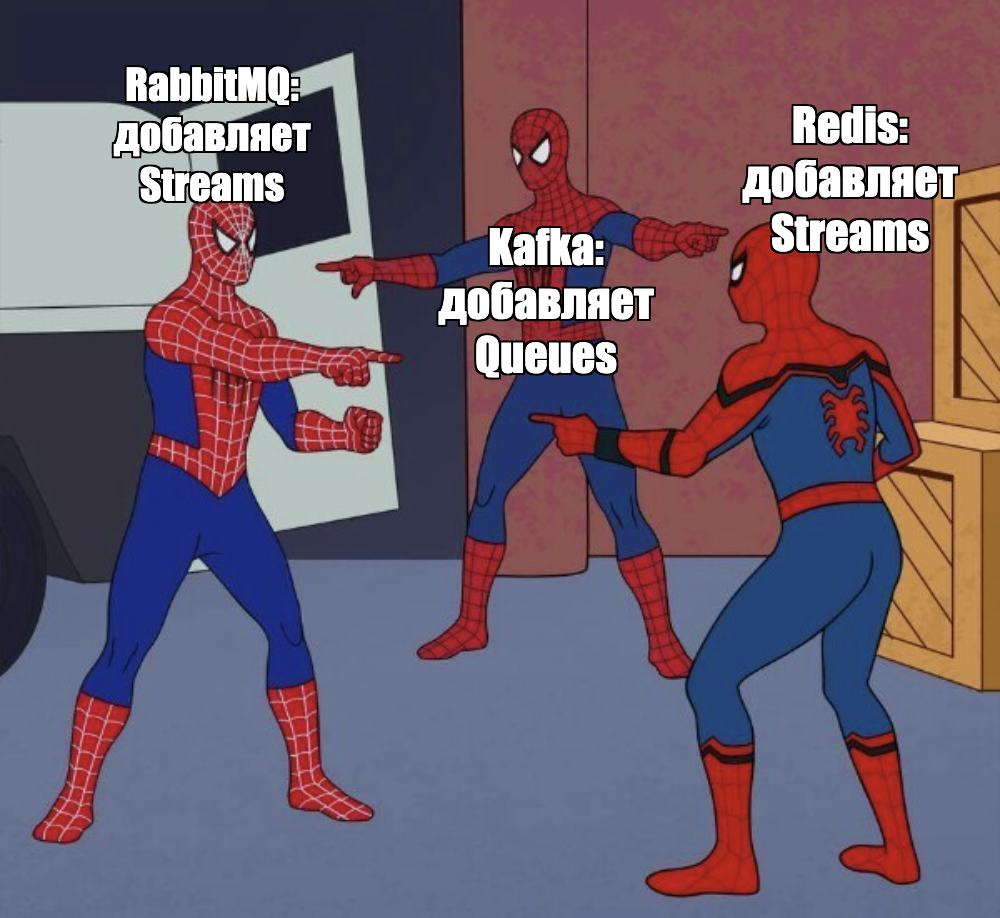 RabbitMQ:
добавляет
Streams
Kafka:
добавляет
Queues
Redis:
добавляет
Streams